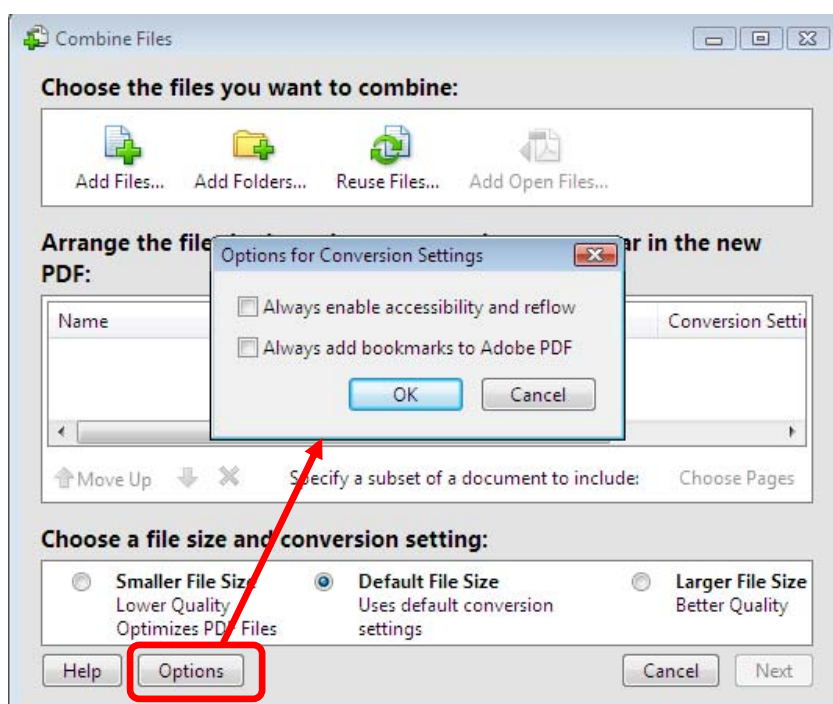 Combine Files
Choose the files you want to combine:
Add Files... Add Folders... Reuse Files... Add Open Files...
Arrange the ar in the new
PDF:
Options for Conversion Settings
Always enable accessibility and reflow
Always add bookmarks to Adobe PDF
OK Cancel
Name Conversion
Move Up Specify a subset of a document to include: Choose Pages
Choose a file size and conversion setting:
Smaller File Size Default File Size Larger File Size
Lower Quality Uses default conversion Better Quality
Optimizes PDF Files settings
Help Options Cancel Next